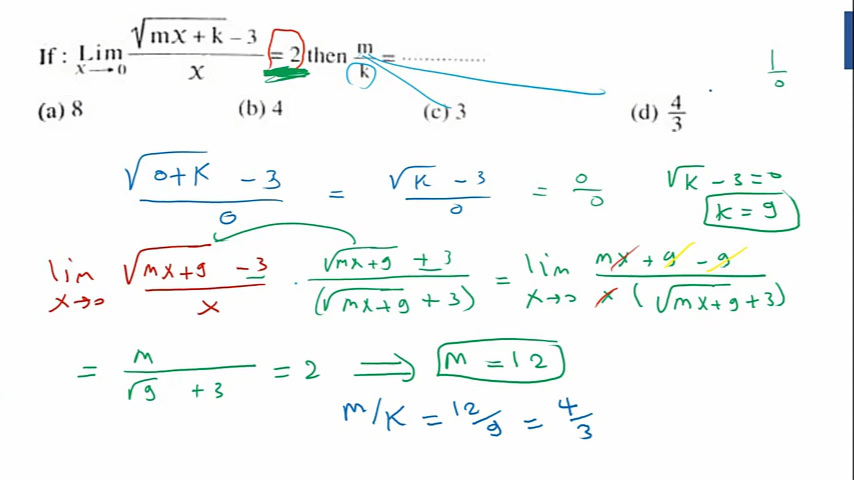 If : Lim x→0 (√(mx + k) – 3)/x = 2 then m/k = ...............
1/0
(a) 8 (b) 4 (c) 3 (d) 4/3
(√(0+K) - 3)/0 = (√K - 3)/0 = 0/0
√K - 3 = 0
k = 9
lim x→0 (√(mx+9) - 3)/x · (√(mx+9) + 3)/(√(mx+9) + 3) = lim x→0 (mx + 9 - 9)/(x (√(mx+9) + 3))
= m/(√9 + 3) = 2 ⟹ m = 12
m/K = 12/9 = 4/3